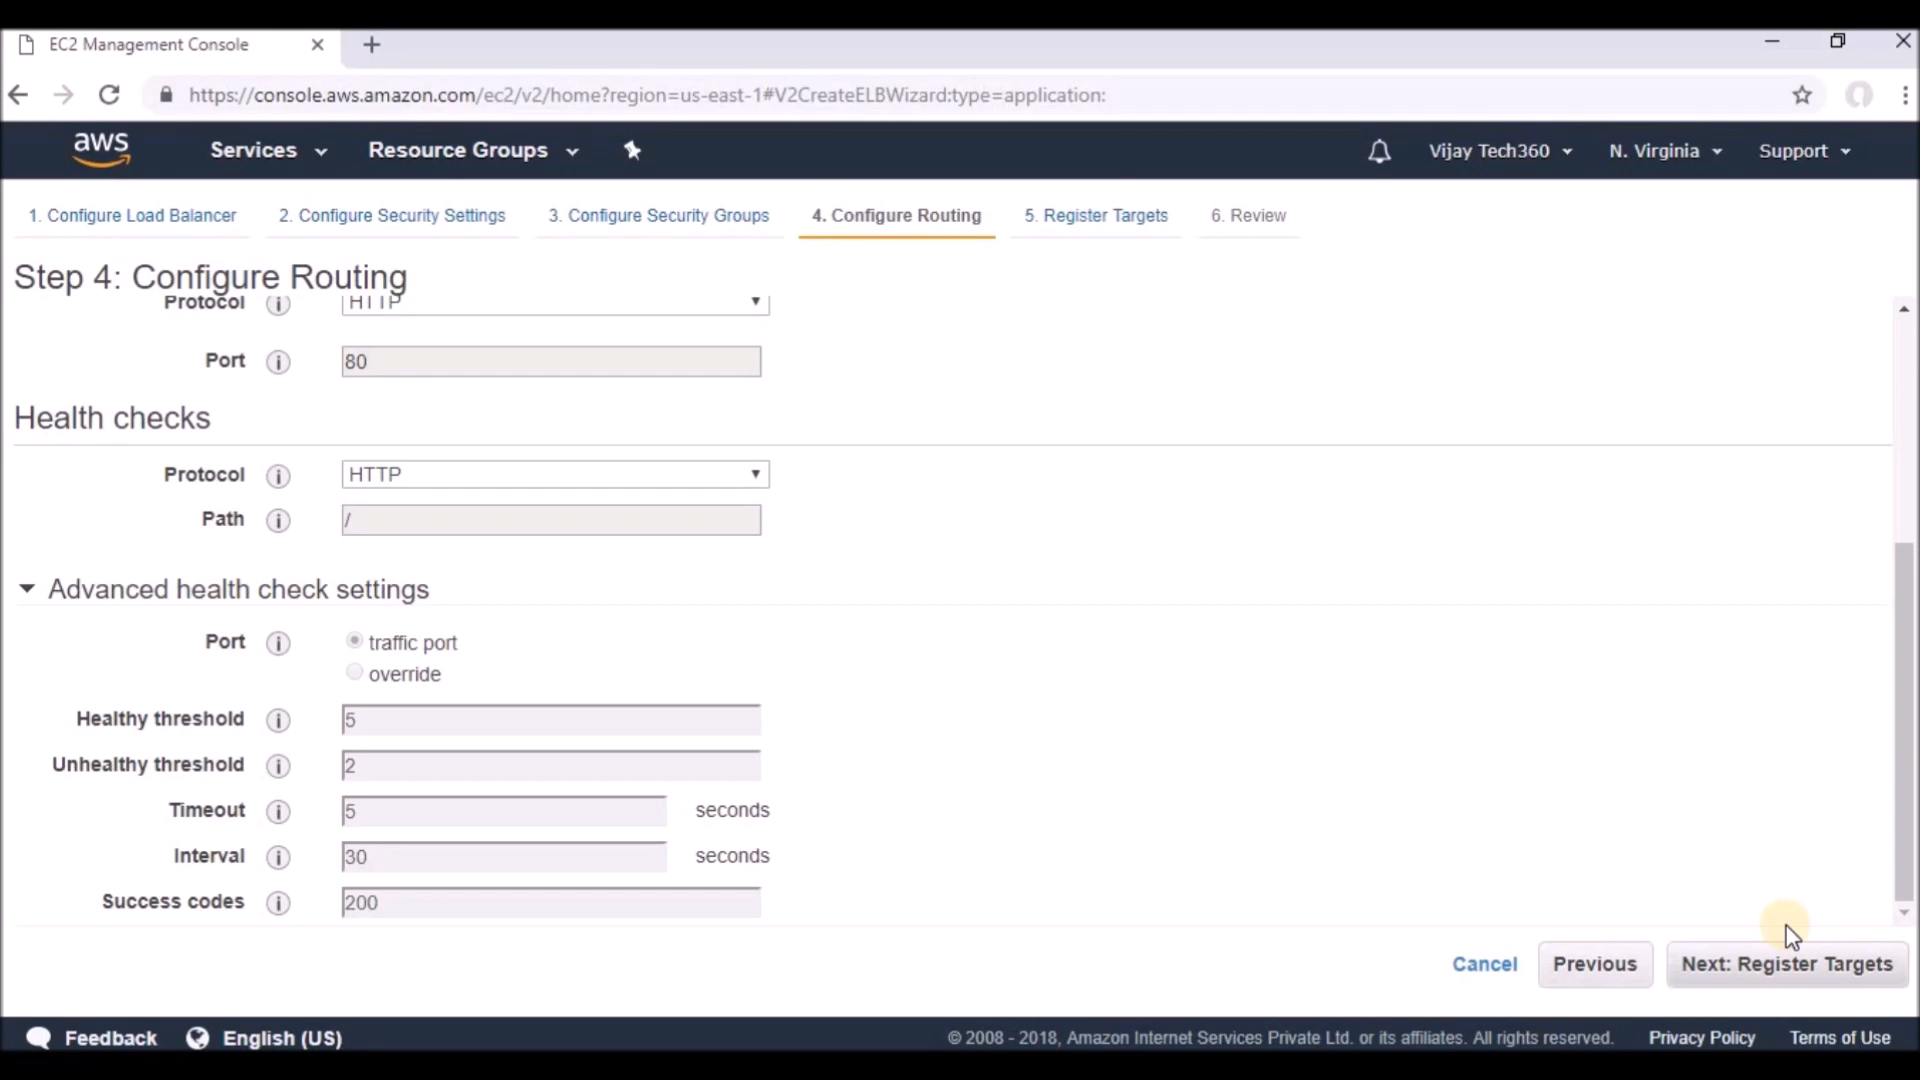 EC2 Management Console
https://console.aws.amazon.com/ec2/v2/home?region=us-east-1#V2CreateELBWizard:type=application:
aws Services Resource Groups Vijay Tech360 N. Virginia Support
1. Configure Load Balancer 2. Configure Security Settings 3. Configure Security Groups 4. Configure Routing 5. Register Targets 6. Review
Step 4: Configure Routing
Protocol HTTP
Port 80
Health checks
Protocol HTTP
Path /
Advanced health check settings
Port traffic port
override
Healthy threshold 5
Unhealthy threshold 2
Timeout 5 seconds
Interval 30 seconds
Success codes 200
Cancel Previous Next: Register Targets
Feedback English (US) © 2008 - 2018, Amazon Internet Services Private Ltd. or its affiliates. All rights reserved. Privacy Policy Terms of Use